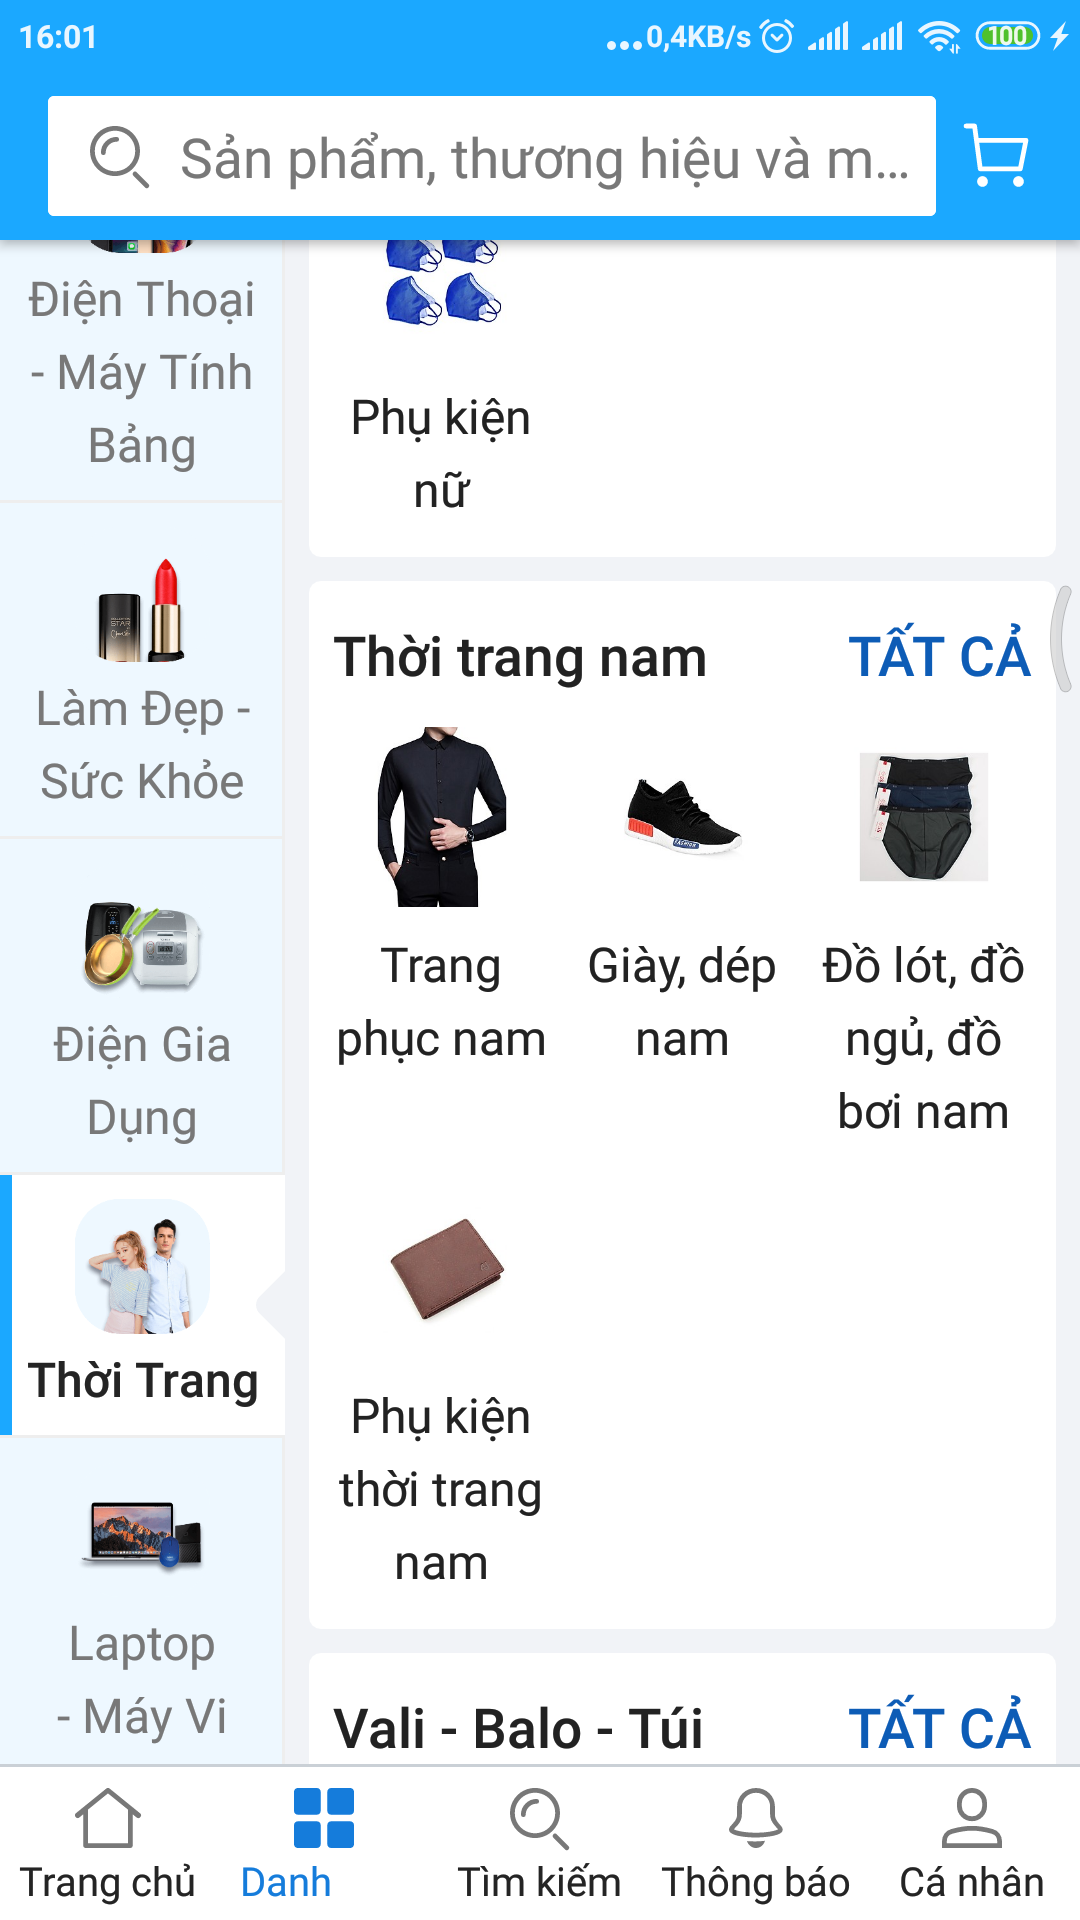 16:01
...0,4KB/s
100
Sản phẩm, thương hiệu và m...
Điện Thoại
- Máy Tính
Bảng
Làm Đẹp -
Sức Khỏe
Điện Gia
Dụng
Thời Trang
Laptop
- Máy Vi
Phụ kiện
nữ
Thời trang nam
TẤT CẢ
Trang
phục nam
Giày, dép
nam
Đồ lót, đồ
ngủ, đồ
bơi nam
Phụ kiện
thời trang
nam
Vali - Balo - Túi
TẤT CẢ
Trang chủ
Danh
Tìm kiếm
Thông báo
Cá nhân